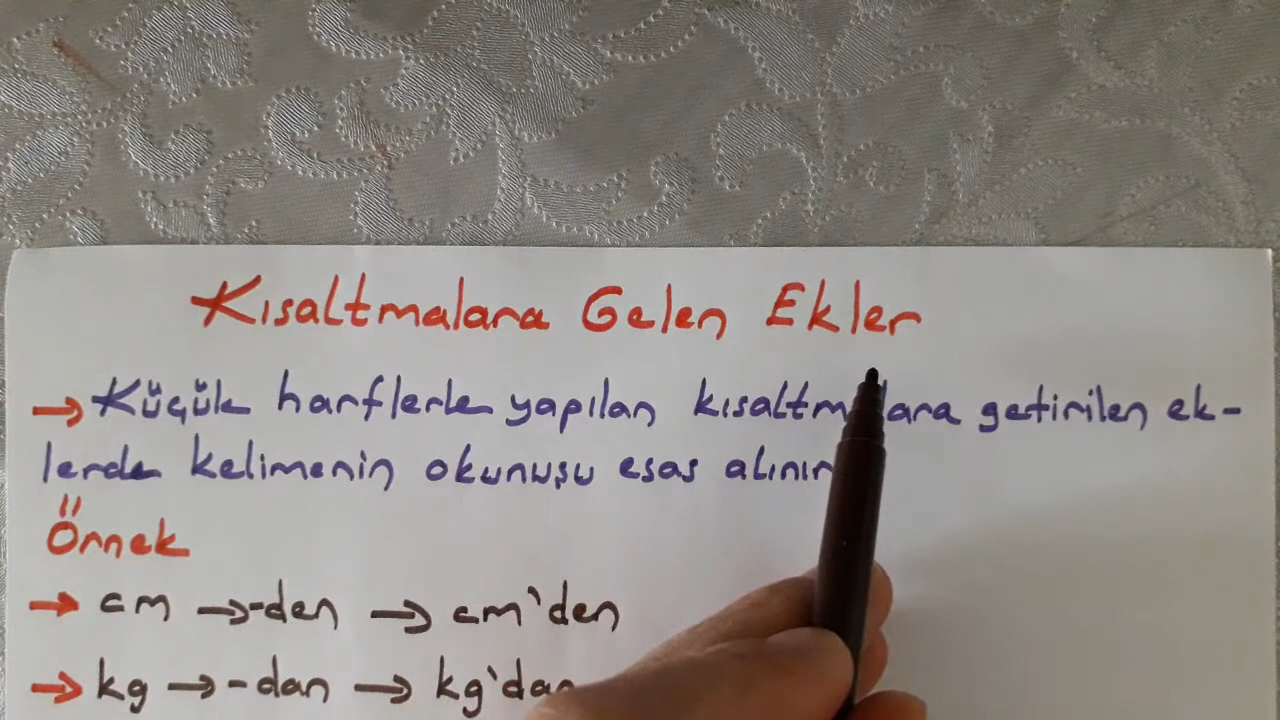 Kısaltmalara Gelen Ekler
→ Küçük harflerle yapılan kısaltmalara getirilen ek-
lerde kelimenin okunuşu esas alınır
Örnek
→ cm → -den → cm'den
→ kg → -dan → kg'dan